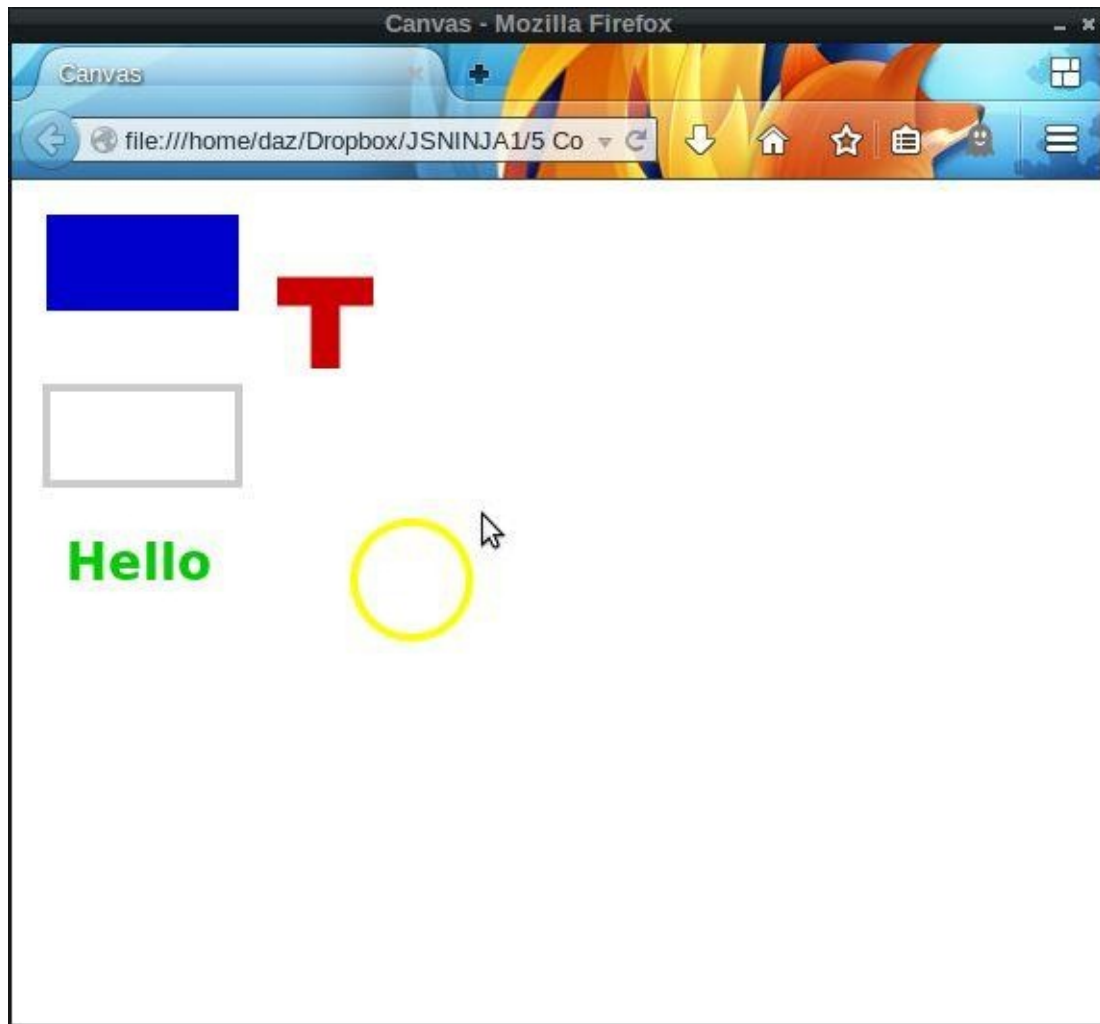 Canvas - Mozilla Firefox
Canvas
file:///home/daz/Dropbox/JSNINJA1/5 Co
T
Hello